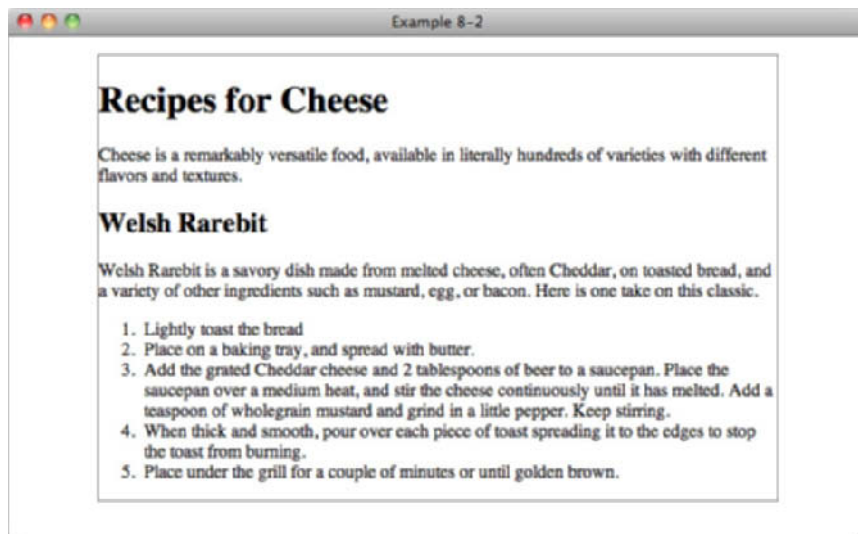 Example 8-2
Recipes for Cheese
Cheese is a remarkably versatile food, available in literally hundreds of varieties with different
flavors and textures.
Welsh Rarebit
Welsh Rarebit is a savory dish made from melted cheese, often Cheddar, on toasted bread, and
a variety of other ingredients such as mustard, egg, or bacon. Here is one take on this classic.
1. Lightly toast the bread
2. Place on a baking tray, and spread with butter.
3. Add the grated Cheddar cheese and 2 tablespoons of beer to a saucepan. Place the
saucepan over a medium heat, and stir the cheese continuously until it has melted. Add a
teaspoon of wholegrain mustard and grind in a little pepper. Keep stirring.
4. When thick and smooth, pour over each piece of toast spreading it to the edges to stop
the toast from burning.
5. Place under the grill for a couple of minutes or until golden brown.